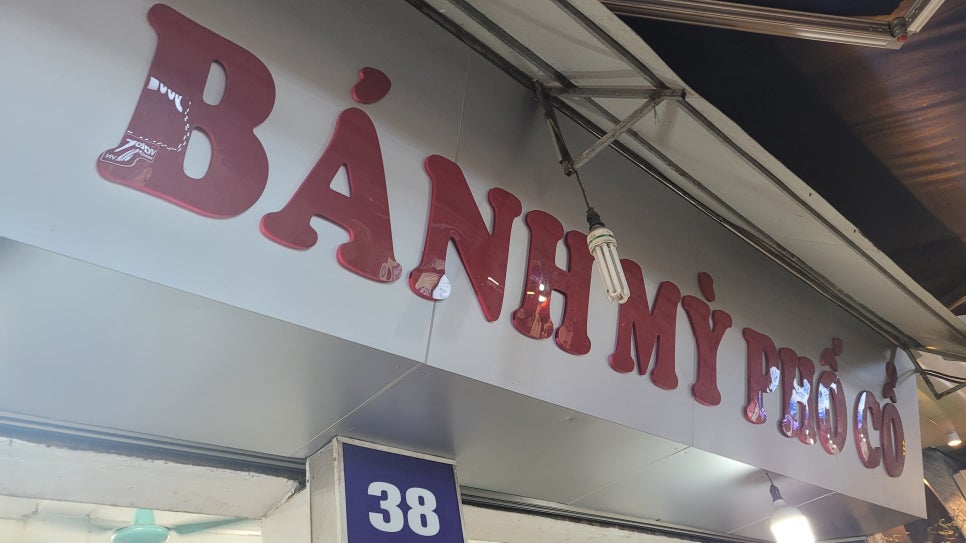 BÁNH MỲ PHỐ CỔ
38